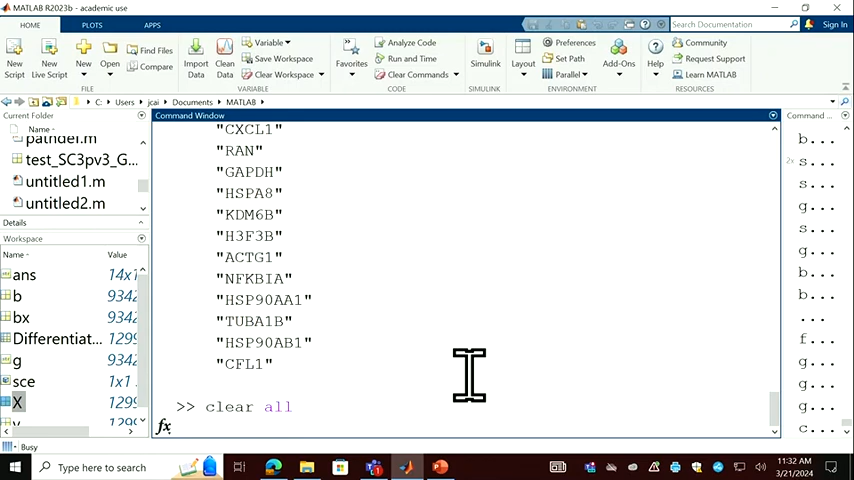 MATLAB R2023b - academic use
HOME PLOTS APPS Search Documentation Sign In
New Script
New Live Script
New
Open
Find Files
Compare
Import Data
Clean Data
Variable
Save Workspace
Clear Workspace
Favorites
Analyze Code
Run and Time
Clear Commands
Simulink
Layout
Preferences
Set Path
Parallel
Add-Ons
Help
Community
Request Support
Learn MATLAB
FILE VARIABLE CODE SIMULINK ENVIRONMENT RESOURCES
C: Users jcai Documents MATLAB
Current Folder
Name
pathdef.m
test_SC3pv3_G...
untitled1.m
untitled2.m
Details
Workspace
Name Value
ans 14x1
b 9342
bx 9342
Differentiat... 1299
g 9342
sce 1x1
X 1299
Command Window
"CXCL1"
"RAN"
"GAPDH"
"HSPA8"
"KDM6B"
"H3F3B"
"ACTG1"
"NFKBIA"
"HSP90AA1"
"TUBA1B"
"HSP90AB1"
"CFL1"
>> clear all
fx
Command ...
b...
2x s...
s...
g...
s...
g...
b...
b...
...
f...
g...
g...
g...
c...
Busy
Type here to search
11:32 AM
3/21/2024